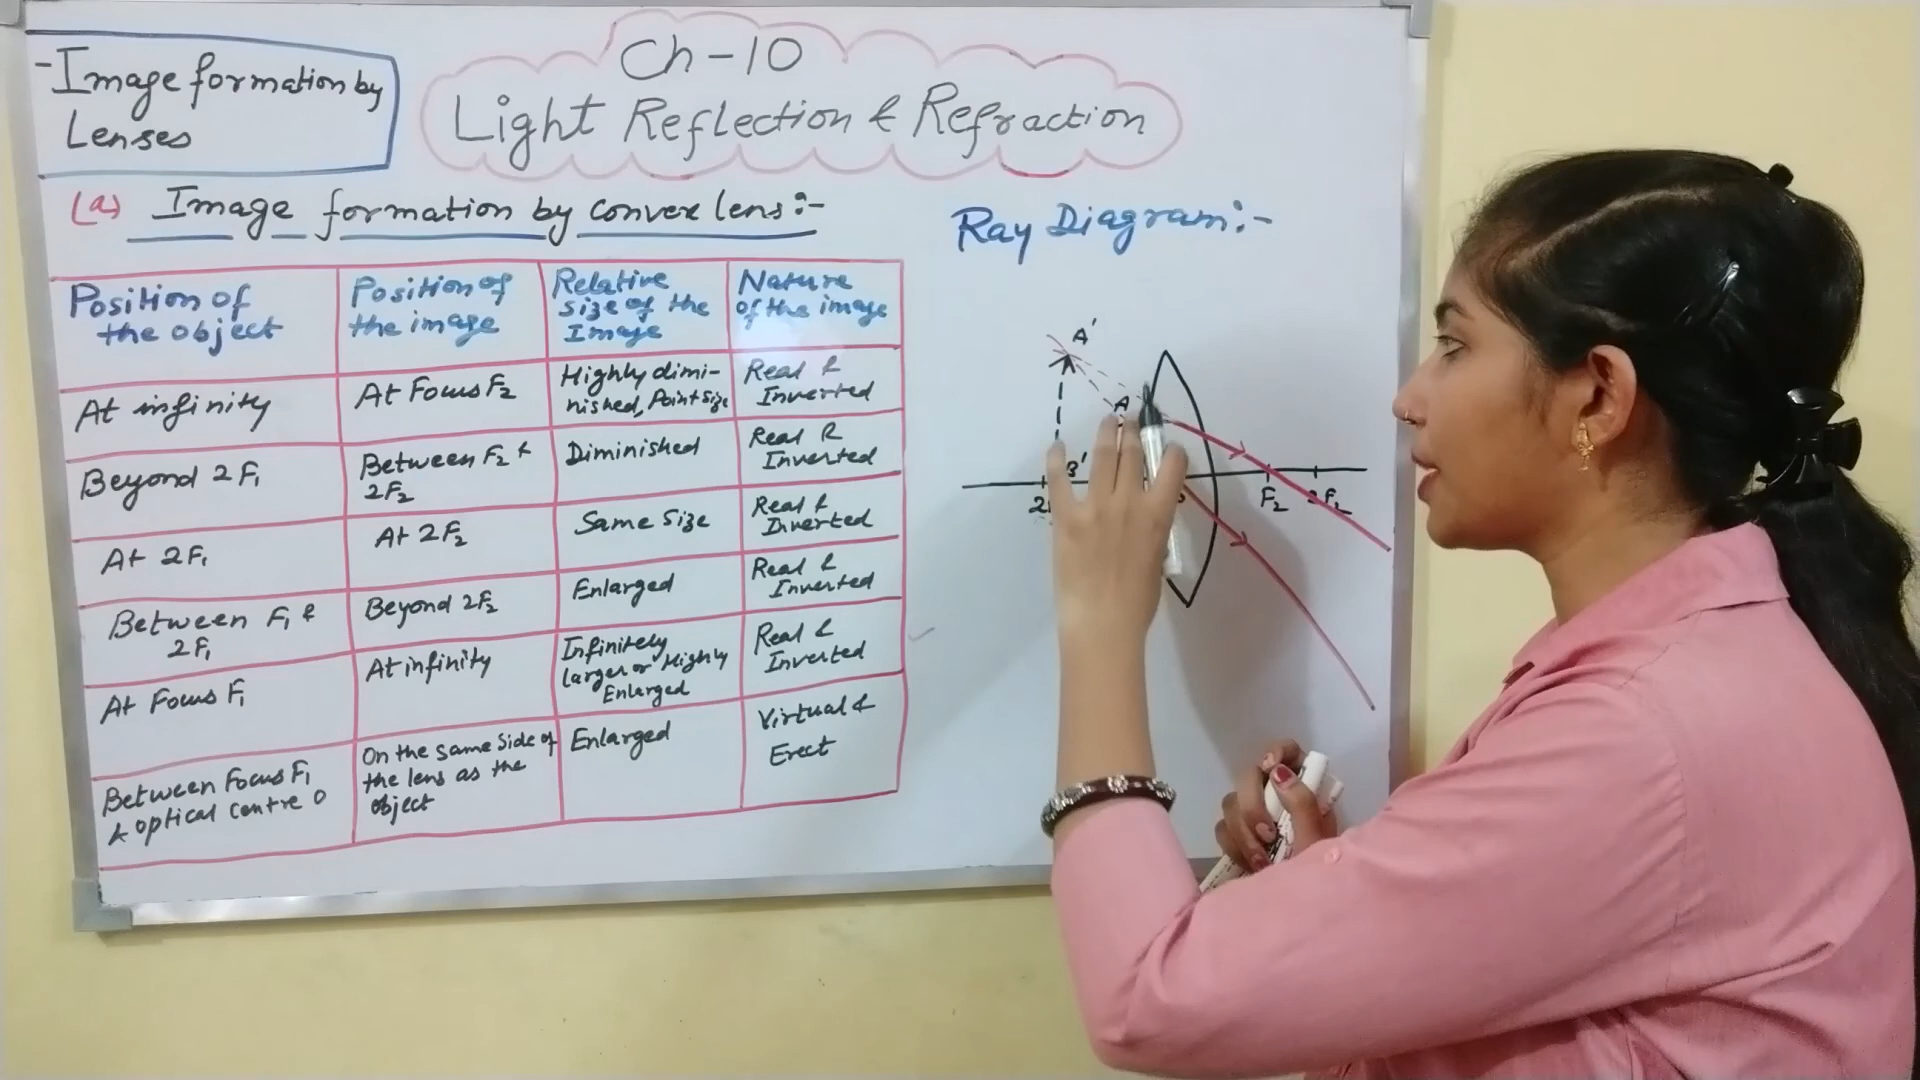 - Image formation by
Lenses
Ch-10
Light Reflection & Refraction
(a) Image formation by convex lens:-
Position of
the object
Position of
the image
Relative
size of the
Image
Nature
of the image
At infinity
At Focus F₂
Highly dimi-
nished, Point size
Real &
Inverted
Beyond 2F₁
Between F₂ &
2F₂
Diminished
Real &
Inverted
At 2F₁
At 2F₂
Same Size
Real &
Inverted
Between F₁ &
2F₁
Beyond 2F₂
Enlarged
Real &
Inverted
At Focus F₁
At infinity
Infinitely
larger or Highly
Enlarged
Real &
Inverted
Between Focus F₁
& optical centre O
On the same side of
the lens as the
object
Enlarged
Virtual &
Erect
Ray Diagram:-
A'
A
B'
F₂
2F₂